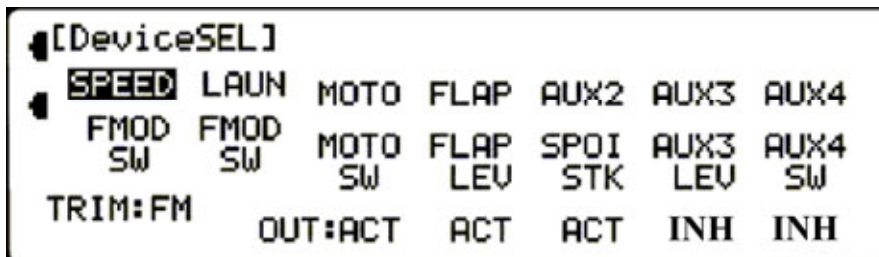 [DeviceSEL]
SPEED LAUN MOTO FLAP AUX2 AUX3 AUX4
FMOD FMOD MOTO FLAP SPOI AUX3 AUX4
SW SW SW LEV STK LEV SW
TRIM:FM
OUT:ACT ACT ACT INH INH